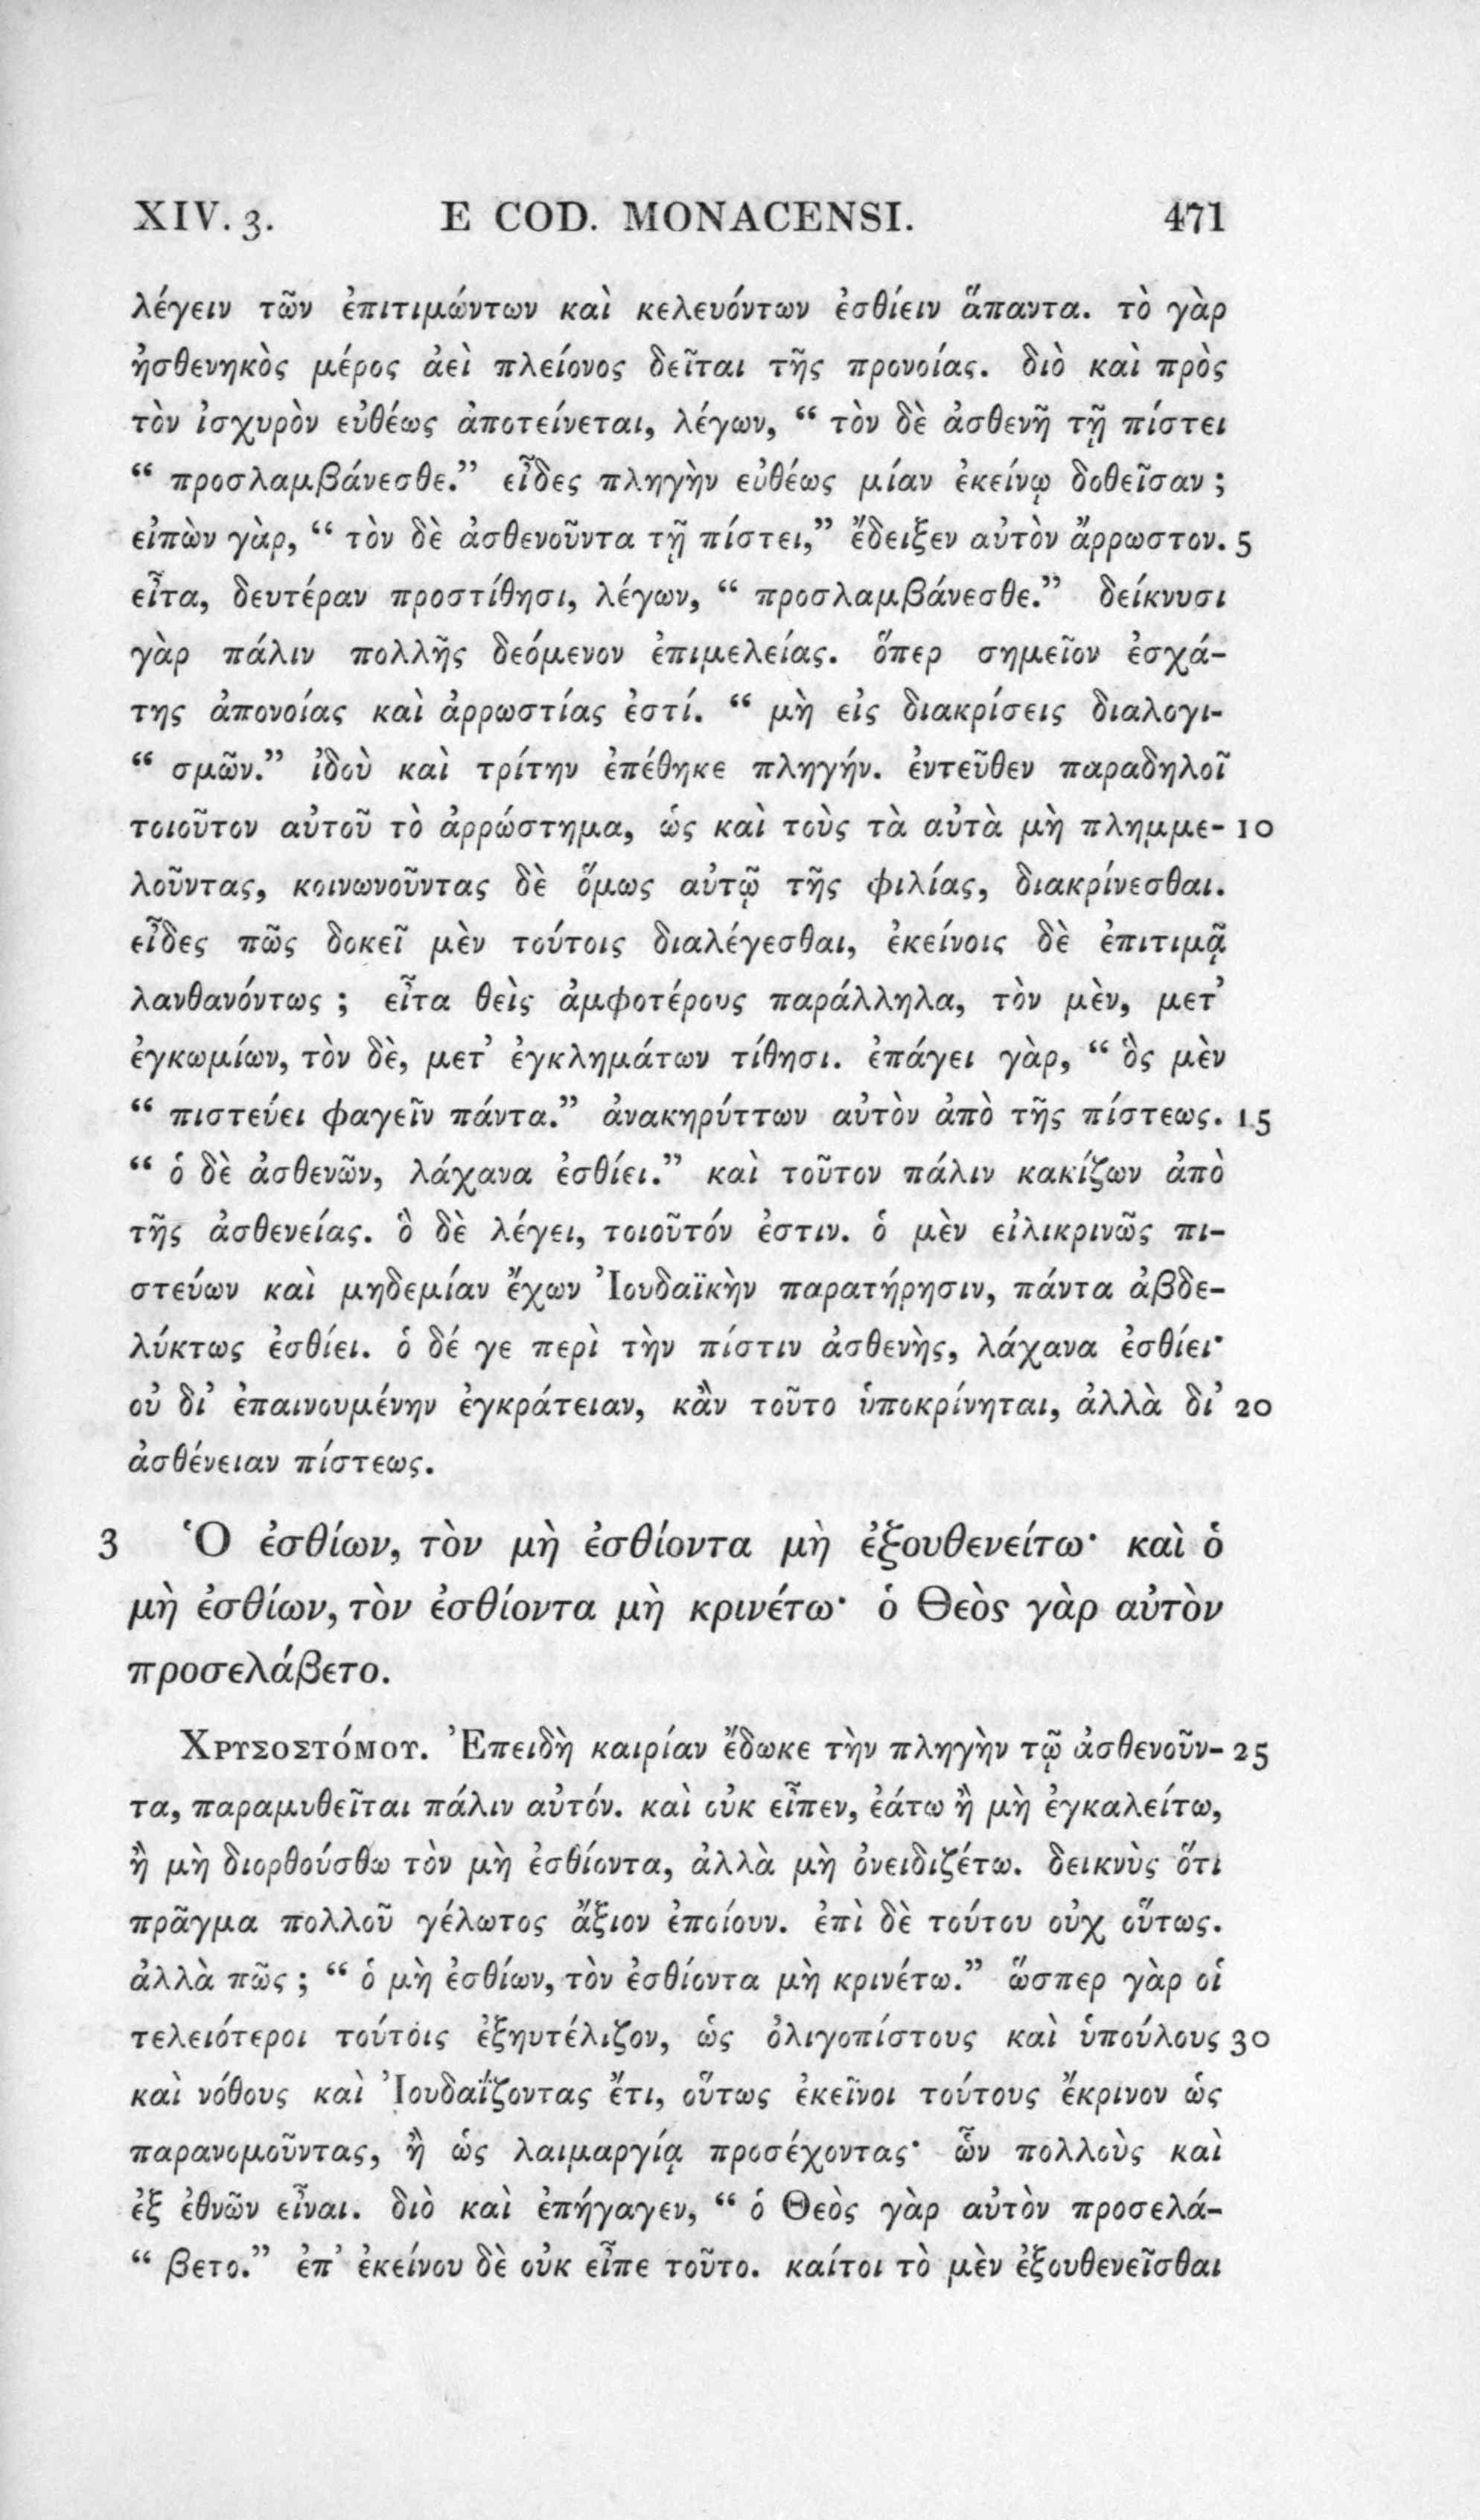 XIV. 3. E COD. MONACENSI. 471
λέγειν τῶν ἐπιτιμώντων καὶ κελευόντων ἐσθίειν ἅπαντα. τὸ γὰρ
ἠσθενηκὸς μέρος ἀεὶ πλείονος δεῖται τῆς προνοίας. διὸ καὶ πρὸς
τὸν ἰσχυρὸν εὐθέως ἀποτείνεται, λέγων, “ τὸν δὲ ἀσθενῆ τῇ πίστει
“ προσλαμβάνεσθε.” εἶδες πληγὴν εὐθέως μίαν ἐκείνῳ δοθεῖσαν ;
εἰπὼν γὰρ, “ τὸν δὲ ἀσθενοῦντα τῇ πίστει,” ἔδειξεν αὐτὸν ἄρρωστον. 5
εἶτα, δευτέραν προστίθησι, λέγων, “ προσλαμβάνεσθε.” δείκνυσι
γὰρ πάλιν πολλῆς δεόμενον ἐπιμελείας. ὅπερ σημεῖον ἐσχά-
της ἀπονοίας καὶ ἀρρωστίας ἐστί. “ μὴ εἰς διακρίσεις διαλογι-
“ σμῶν.” ἰδοὺ καὶ τρίτην ἐπέθηκε πληγήν. ἐντεῦθεν παραδηλοῖ
τοιοῦτον αὐτοῦ τὸ ἀρρώστημα, ὡς καὶ τοὺς τὰ αὐτὰ μὴ πλημμε- 10
λοῦντας, κοινωνοῦντας δὲ ὅμως αὐτῷ τῆς φιλίας, διακρίνεσθαι.
εἶδες πῶς δοκεῖ μὲν τούτοις διαλέγεσθαι, ἐκείνοις δὲ ἐπιτιμᾷ
λανθανόντως ; εἶτα θεὶς ἀμφοτέρους παράλληλα, τὸν μὲν, μετ’
ἐγκωμίων, τὸν δὲ, μετ’ ἐγκλημάτων τίθησι. ἐπάγει γὰρ, “ ὃς μὲν
“ πιστεύει φαγεῖν πάντα.” ἀνακηρύττων αὐτὸν ἀπὸ τῆς πίστεως. 15
“ ὁ δὲ ἀσθενῶν, λάχανα ἐσθίει.” καὶ τοῦτον πάλιν κακίζων ἀπὸ
τῆς ἀσθενείας. ὃ δὲ λέγει, τοιοῦτόν ἐστιν. ὁ μὲν εἰλικρινῶς πι-
στεύων καὶ μηδεμίαν ἔχων Ἰουδαϊκὴν παρατήρησιν, πάντα ἀβδε-
λύκτως ἐσθίει. ὁ δέ γε περὶ τὴν πίστιν ἀσθενὴς, λάχανα ἐσθίει·
οὐ δι’ ἐπαινουμένην ἐγκράτειαν, κἂν τοῦτο ὑποκρίνηται, ἀλλὰ δι’ 20
ἀσθένειαν πίστεως.
3 Ὁ ἐσθίων, τὸν μὴ ἐσθίοντα μὴ ἐξουθενείτω· καὶ ὁ
μὴ ἐσθίων, τὸν ἐσθίοντα μὴ κρινέτω· ὁ Θεὸς γὰρ αὐτὸν
προσελάβετο.
ΧΡΥΣΟΣΤΌΜΟΥ. Ἐπειδὴ καιρίαν ἔδωκε τὴν πληγὴν τῷ ἀσθενοῦν- 25
τα, παραμυθεῖται πάλιν αὐτόν. καὶ οὐκ εἶπεν, ἐάτω ἢ μὴ ἐγκαλείτω,
ἢ μὴ διορθούσθω τὸν μὴ ἐσθίοντα, ἀλλὰ μὴ ὀνειδιζέτω. δεικνὺς ὅτι
πρᾶγμα πολλοῦ γέλωτος ἄξιον ἐποίουν. ἐπὶ δὲ τούτου οὐχ οὕτως.
ἀλλὰ πῶς ; “ ὁ μὴ ἐσθίων, τὸν ἐσθίοντα μὴ κρινέτω.” ὥσπερ γὰρ οἱ
τελειότεροι τούτοις ἐξηυτέλιζον, ὡς ὀλιγοπίστους καὶ ὑπούλους 30
καὶ νόθους καὶ Ἰουδαΐζοντας ἔτι, οὕτως ἐκεῖνοι τούτους ἔκρινον ὡς
παρανομοῦντας, ἢ ὡς λαιμαργίᾳ προσέχοντας· ὧν πολλοὺς καὶ
ἐξ ἐθνῶν εἶναι. διὸ καὶ ἐπήγαγεν, “ ὁ Θεὸς γὰρ αὐτὸν προσελά-
“ βετο.” ἐπ’ ἐκείνου δὲ οὐκ εἶπε τοῦτο. καίτοι τὸ μὲν ἐξουθενεῖσθαι